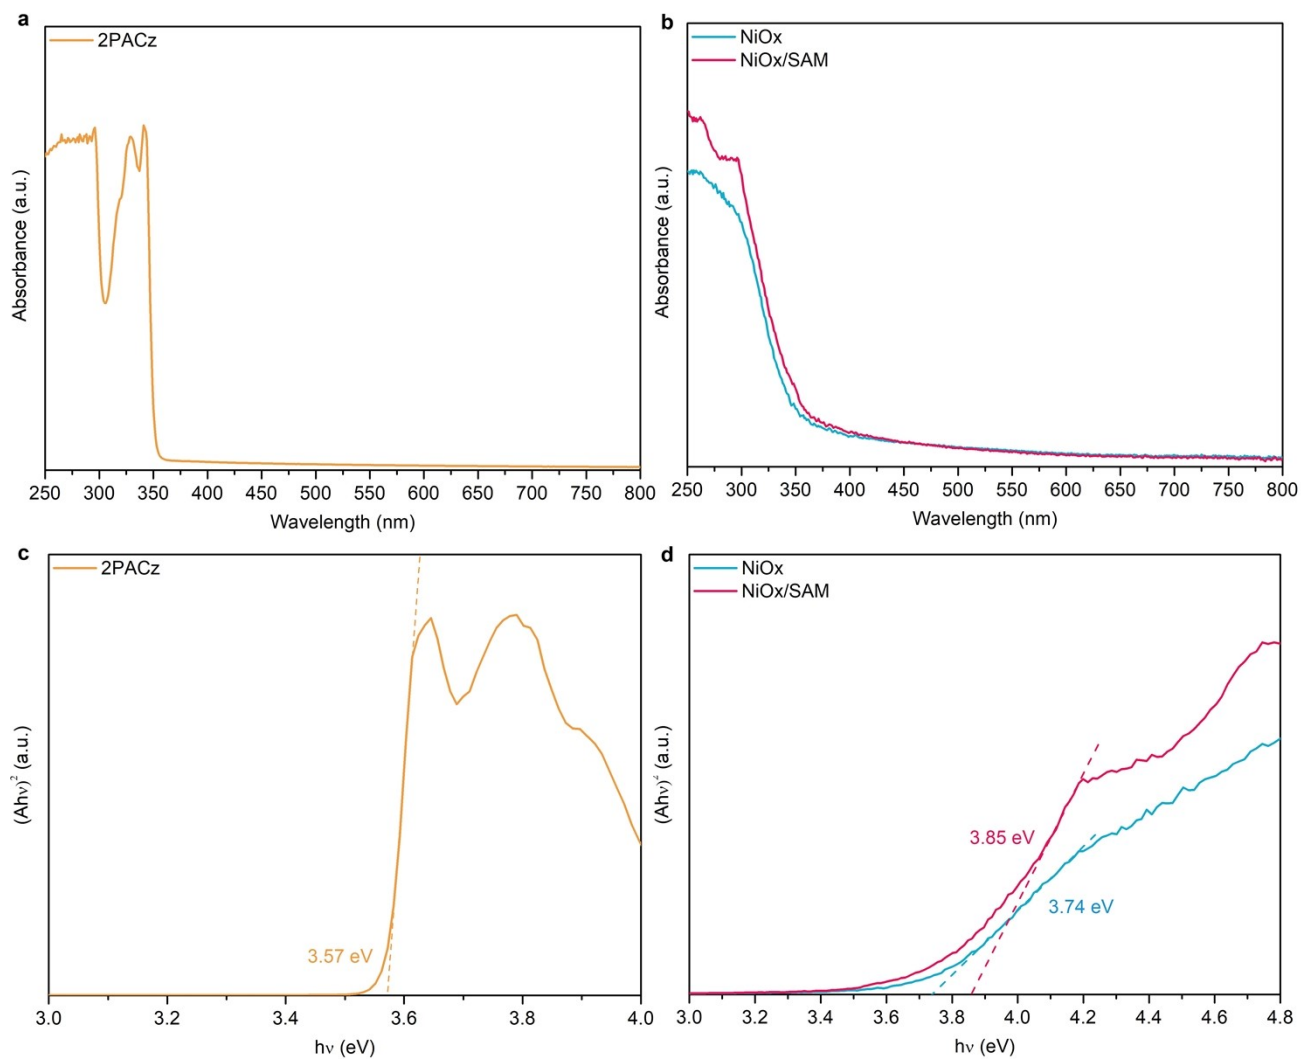 a
2PACz
Absorbance (a.u.)
250 300 350 400 450 500 550 600 650 700 750 800
Wavelength (nm)
b
NiOx
NiOx/SAM
Absorbance (a.u.)
250 300 350 400 450 500 550 600 650 700 750 800
Wavelength (nm)
c
2PACz
(Ahν)² (a.u.)
3.57 eV
3.0 3.2 3.4 3.6 3.8 4.0
hν (eV)
d
NiOx
NiOx/SAM
(Ahν)² (a.u.)
3.85 eV
3.74 eV
3.0 3.2 3.4 3.6 3.8 4.0 4.2 4.4 4.6 4.8
hν (eV)